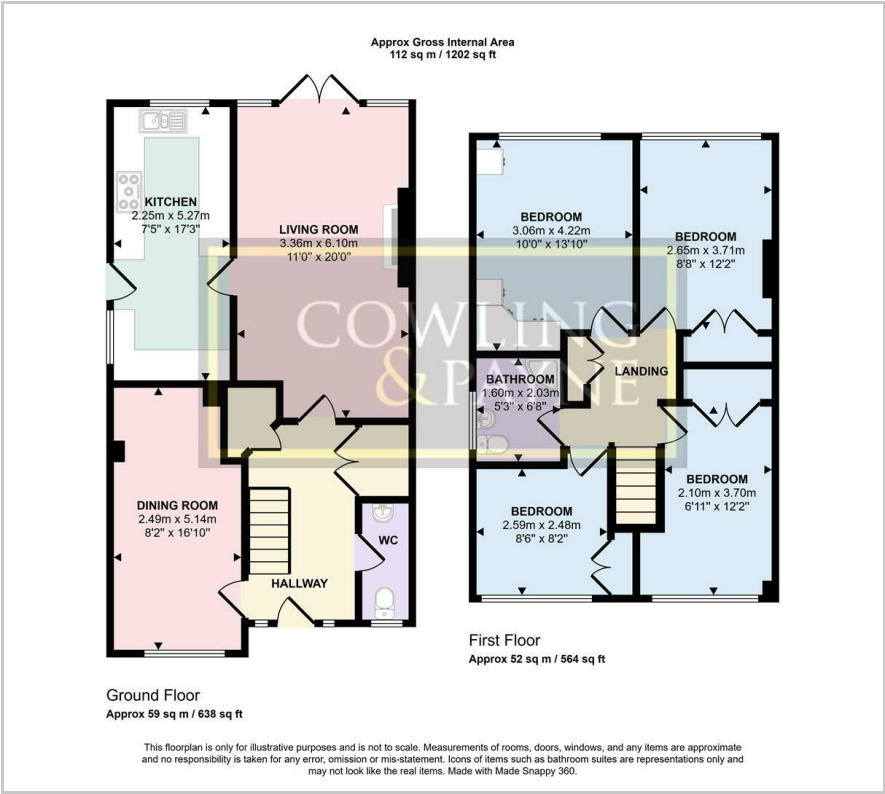 Approx Gross Internal Area
112 sq m / 1202 sq ft
KITCHEN
2.25m x 5.27m
7'5" x 17'3"
LIVING ROOM
3.36m x 6.10m
11'0" x 20'0"
DINING ROOM
2.49m x 5.14m
8'2" x 16'10"
HALLWAY
WC
BEDROOM
3.06m x 4.22m
10'0" x 13'10"
BEDROOM
2.65m x 3.71m
8'8" x 12'2"
LANDING
BATHROOM
1.60m x 2.03m
5'3" x 6'8"
BEDROOM
2.10m x 3.70m
6'11" x 12'2"
BEDROOM
2.59m x 2.48m
8'6" x 8'2"
COWLING
&PAYNE
First Floor
Approx 52 sq m / 564 sq ft
Ground Floor
Approx 59 sq m / 638 sq ft
This floorplan is only for illustrative purposes and is not to scale. Measurements of rooms, doors, windows, and any items are approximate
and no responsibility is taken for any error, omission or mis-statement. Icons of items such as bathroom suites are representations only and
may not look like the real items. Made with Made Snappy 360.